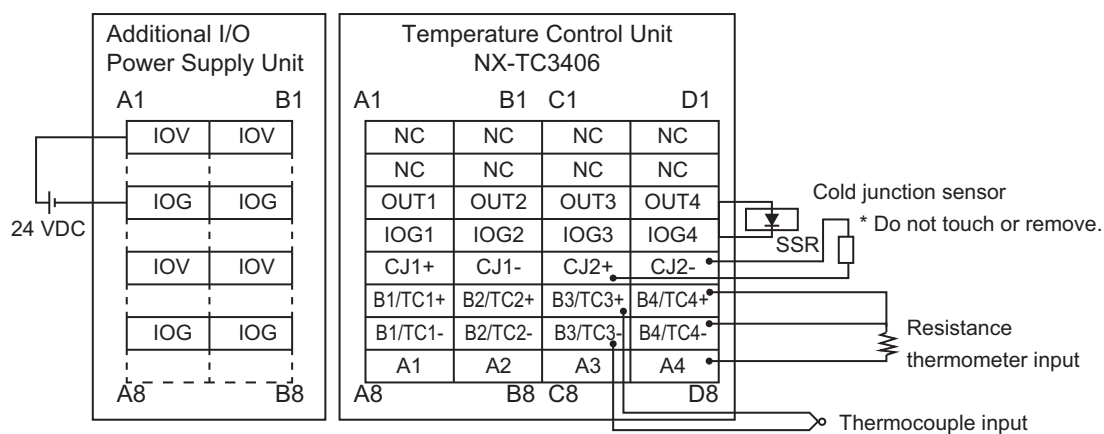 Additional I/O
Power Supply Unit
A1 B1
IOV IOV
IOG IOG
IOV IOV
IOG IOG
A8 B8
24 VDC
Temperature Control Unit
NX-TC3406
A1 B1 C1 D1
NC NC NC NC
NC NC NC NC
OUT1 OUT2 OUT3 OUT4
IOG1 IOG2 IOG3 IOG4
CJ1+ CJ1- CJ2+ CJ2-
B1/TC1+ B2/TC2+ B3/TC3+ B4/TC4+
B1/TC1- B2/TC2- B3/TC3- B4/TC4-
A1 A2 A3 A4
A8 B8 C8 D8
Cold junction sensor
* Do not touch or remove.
SSR
Resistance
thermometer input
Thermocouple input